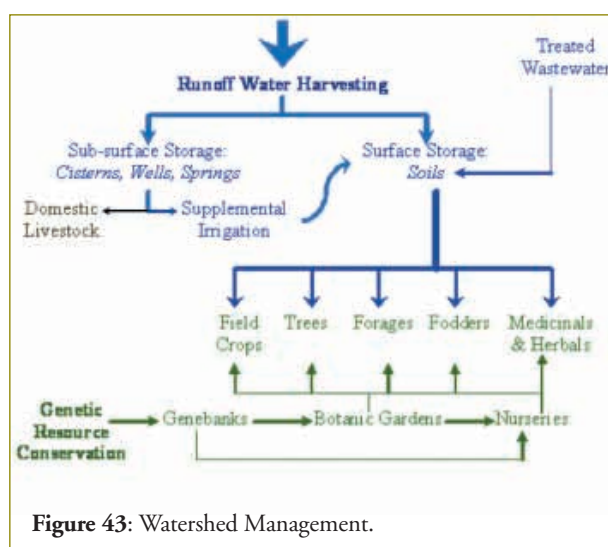 Treated
Wastewater
Runoff Water Harvesting
Sub-surface Storage:
Cisterns, Wells, Springs
Surface Storage:
Soils
Domestic
Livestock
Supplemental
Irrigation
Field
Crops
Trees
Forages
Fodders
Medicinals
& Herbals
Genetic
Resource
Conservation
Genebanks
Botanic Gardens
Nurseries
Figure 43: Watershed Management.